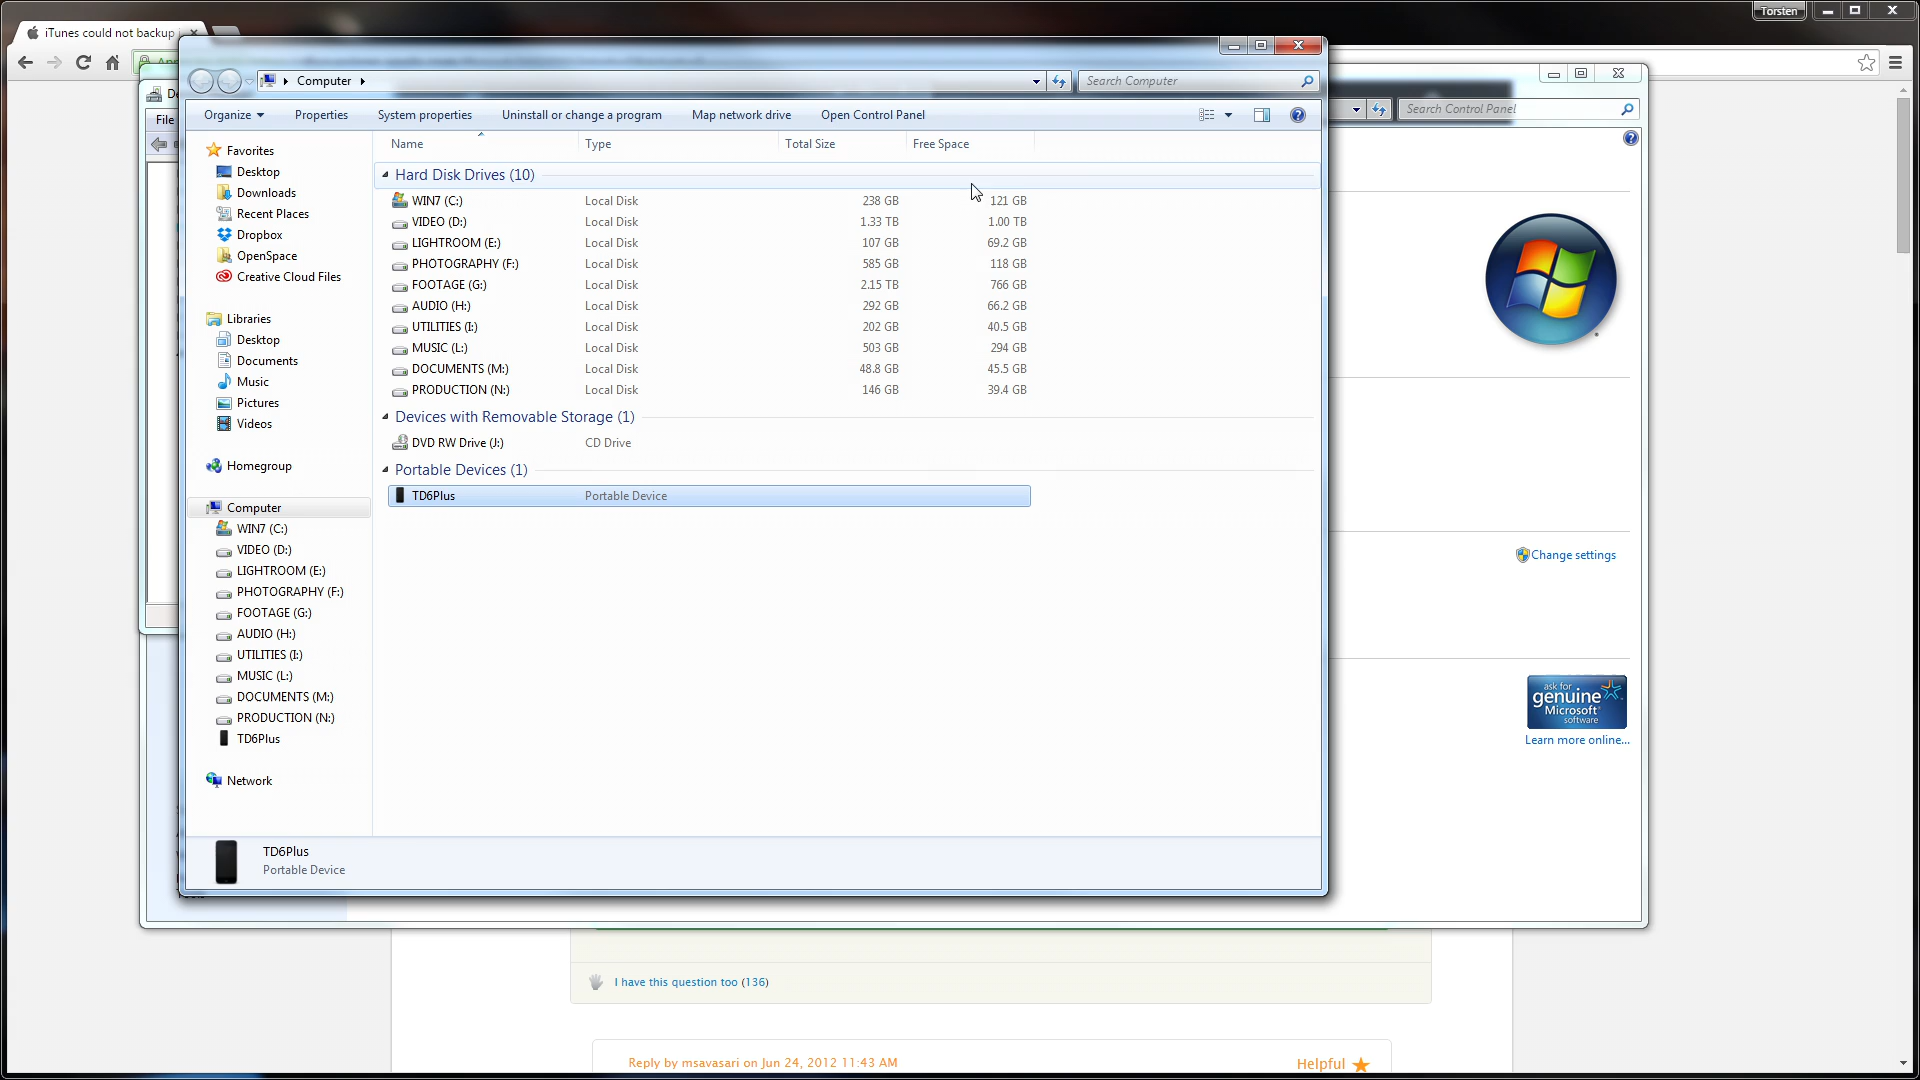 Torsten
iTunes could not backup
Computer
Search Computer
Search Control Panel
File
Organize
Properties
System properties
Uninstall or change a program
Map network drive
Open Control Panel
Name Type Total Size Free Space
Favorites
Desktop
Downloads
Recent Places
Dropbox
OpenSpace
Creative Cloud Files
Libraries
Desktop
Documents
Music
Pictures
Videos
Homegroup
Computer
WIN7 (C:)
VIDEO (D:)
LIGHTROOM (E:)
PHOTOGRAPHY (F:)
FOOTAGE (G:)
AUDIO (H:)
UTILITIES (I:)
MUSIC (L:)
DOCUMENTS (M:)
PRODUCTION (N:)
TD6Plus
Network
Hard Disk Drives (10)
WIN7 (C:) Local Disk 238 GB 121 GB
VIDEO (D:) Local Disk 1.33 TB 1.00 TB
LIGHTROOM (E:) Local Disk 107 GB 69.2 GB
PHOTOGRAPHY (F:) Local Disk 585 GB 118 GB
FOOTAGE (G:) Local Disk 2.15 TB 766 GB
AUDIO (H:) Local Disk 292 GB 66.2 GB
UTILITIES (I:) Local Disk 202 GB 40.5 GB
MUSIC (L:) Local Disk 503 GB 294 GB
DOCUMENTS (M:) Local Disk 48.8 GB 45.5 GB
PRODUCTION (N:) Local Disk 146 GB 39.4 GB
Devices with Removable Storage (1)
DVD RW Drive (J:) CD Drive
Portable Devices (1)
TD6Plus Portable Device
TD6Plus
Portable Device
Change settings
ask for
genuine
Microsoft
software
Learn more online...
I have this question too (136)
Reply by msavasari on Jun 24, 2012 11:43 AM
Helpful